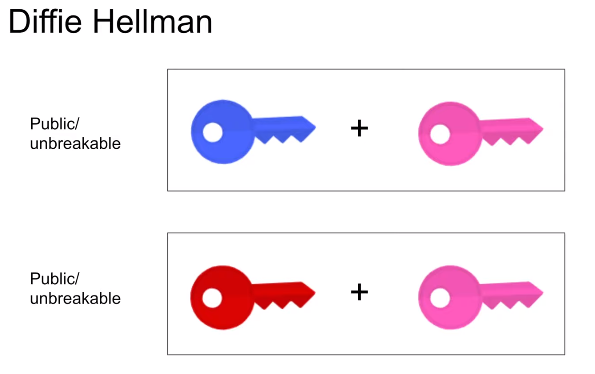 Diffie Hellman
Public/
unbreakable
+
Public/
unbreakable
+